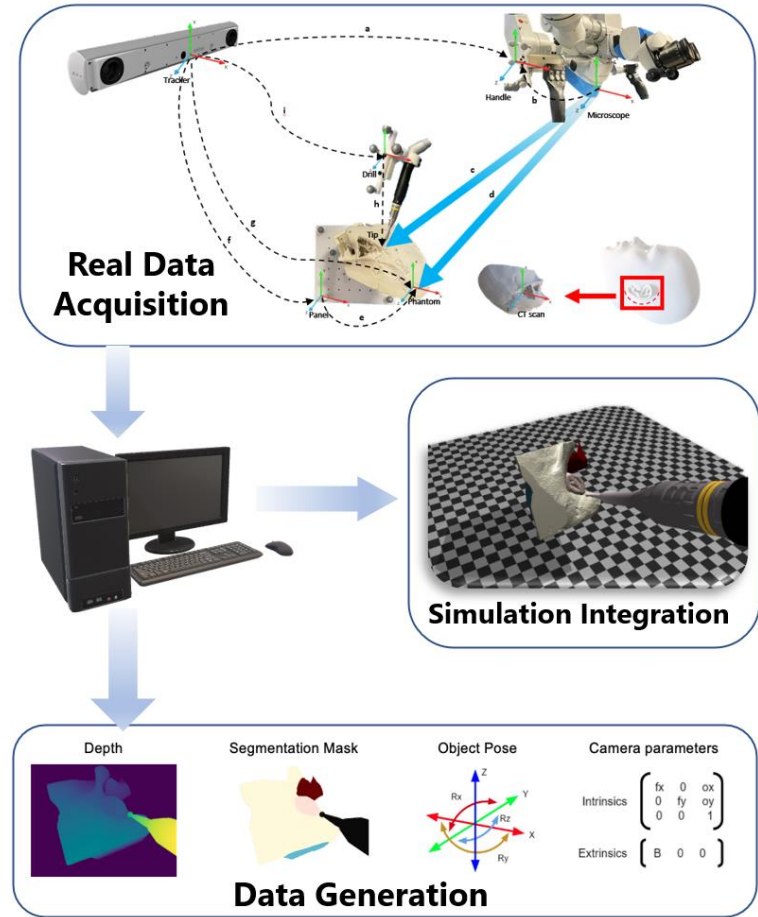 a
Tracker
Handle
b
Microscope
i
c
d
Drill
h
g
Tip
f
Real Data
Acquisition
Panel
e
Phantom
CT scan
Simulation Integration
Depth
Segmentation Mask
Object Pose
Camera parameters
Z
Y
Rx
Rz
X
Ry
Intrinsics
fx 0 ox
0 fy oy
0 0 1
Extrinsics
B 0 0
Data Generation